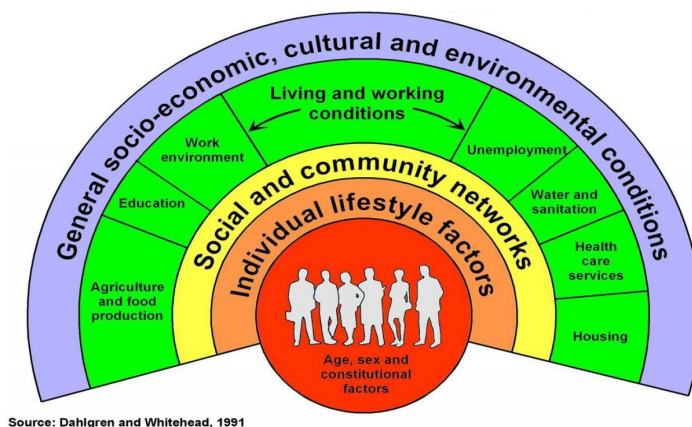 General socio-economic, cultural and environmental conditions
Living and working
conditions
Work
environment
Unemployment
Education
Water and
sanitation
Agriculture
and food
production
Health
care
services
Housing
Social and community networks
Individual lifestyle factors
Age, sex and
constitutional
factors
Source: Dahlgren and Whitehead, 1991